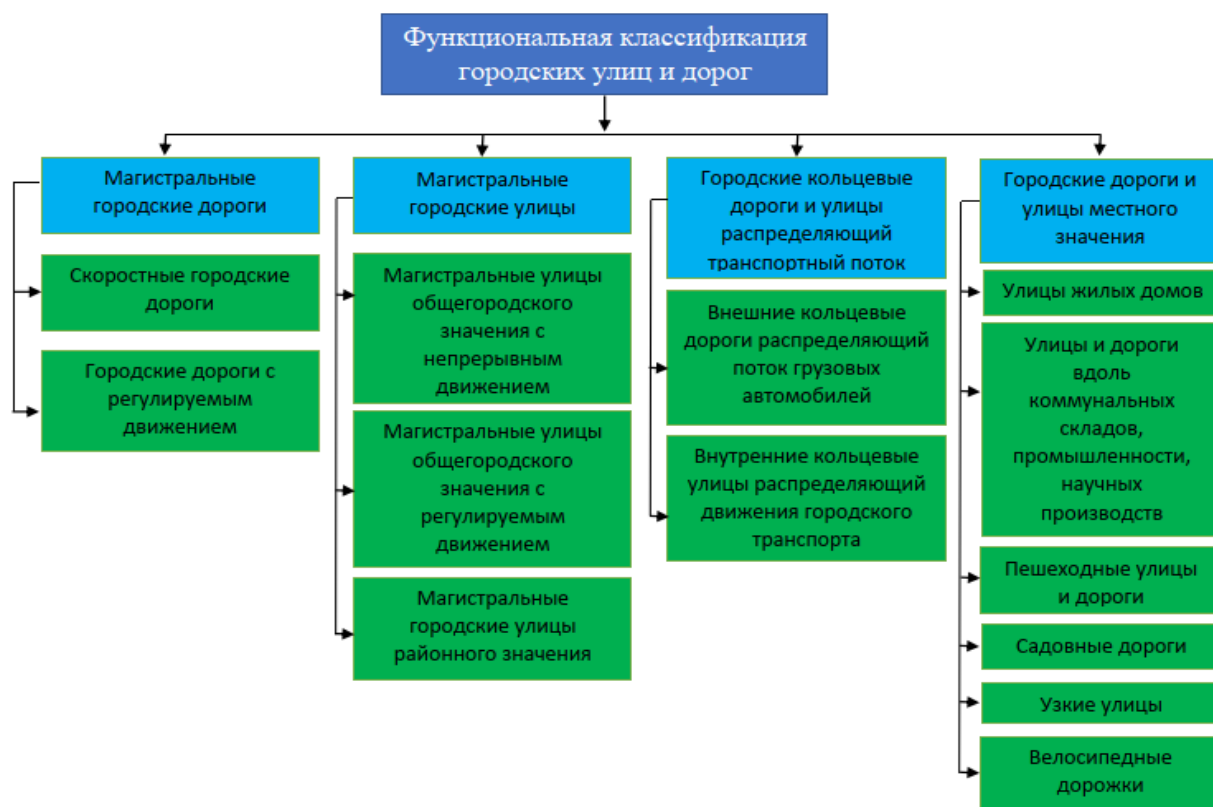 Функциональная классификация
городских улиц и дорог
Магистральные
городские дороги
Скоростные городские
дороги
Городские дороги с
регулируемым
движением
Магистральные
городские улицы
Магистральные улицы
общегородского
значения с
непрерывным
движением
Магистральные улицы
общегородского
значения с
регулируемым
движением
Магистральные
городские улицы
районного значения
Городские кольцевые
дороги и улицы
распределяющий
транспортный поток
Внешние кольцевые
дороги распределяющий
поток грузовых
автомобилей
Внутренние кольцевые
улицы распределяющий
движения городского
транспорта
Городские дороги и
улицы местного
значения
Улицы жилых домов
Улицы и дороги
вдоль
коммунальных
складов,
промышленности,
научных
производств
Пешеходные улицы
и дороги
Садовные дороги
Узкие улицы
Велосипедные
дорожки